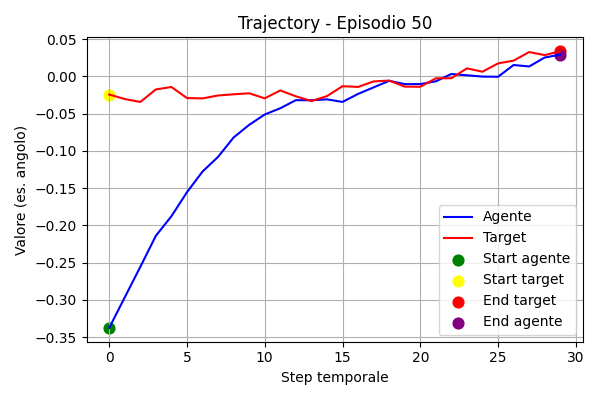 Trajectory - Episodio 50
Valore (es. angolo)
0.05
0.00
−0.05
−0.10
−0.15
−0.20
−0.25
−0.30
−0.35
Agente
Target
Start agente
Start target
End target
End agente
0 5 10 15 20 25 30
Step temporale